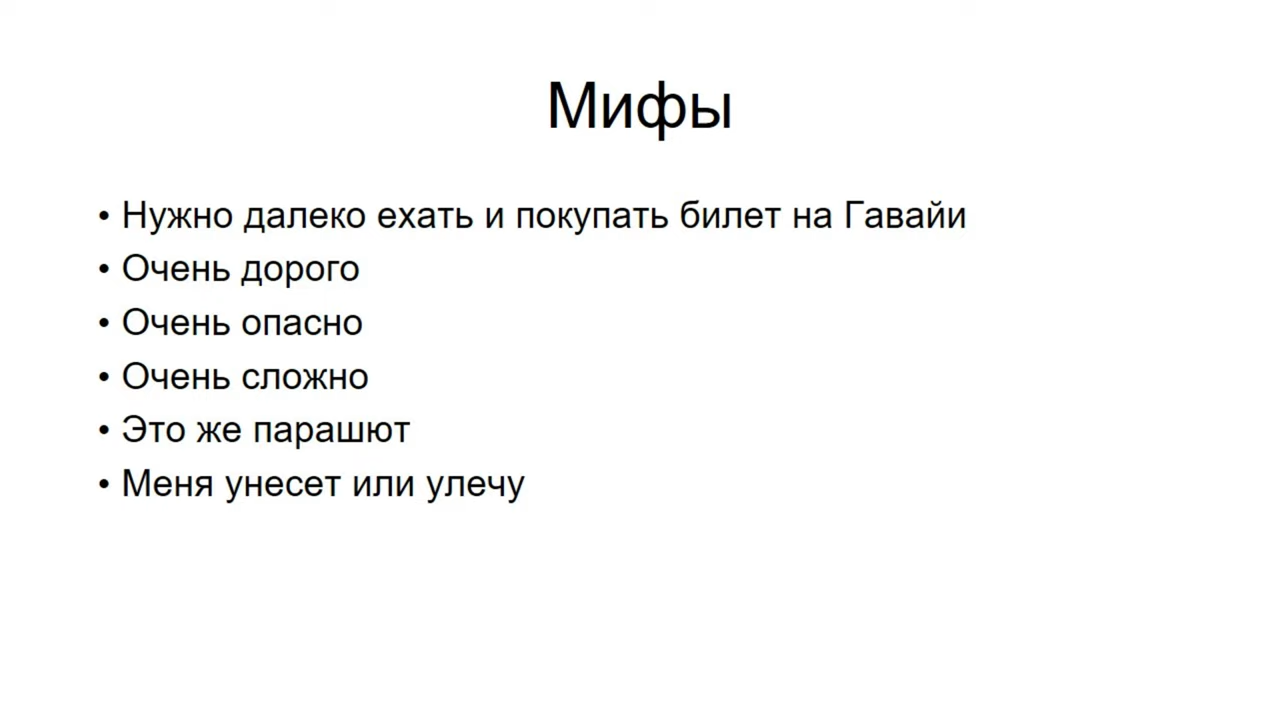 Мифы
• Нужно далеко ехать и покупать билет на Гавайи
• Очень дорого
• Очень опасно
• Очень сложно
• Это же парашют
• Меня унесет или улечу